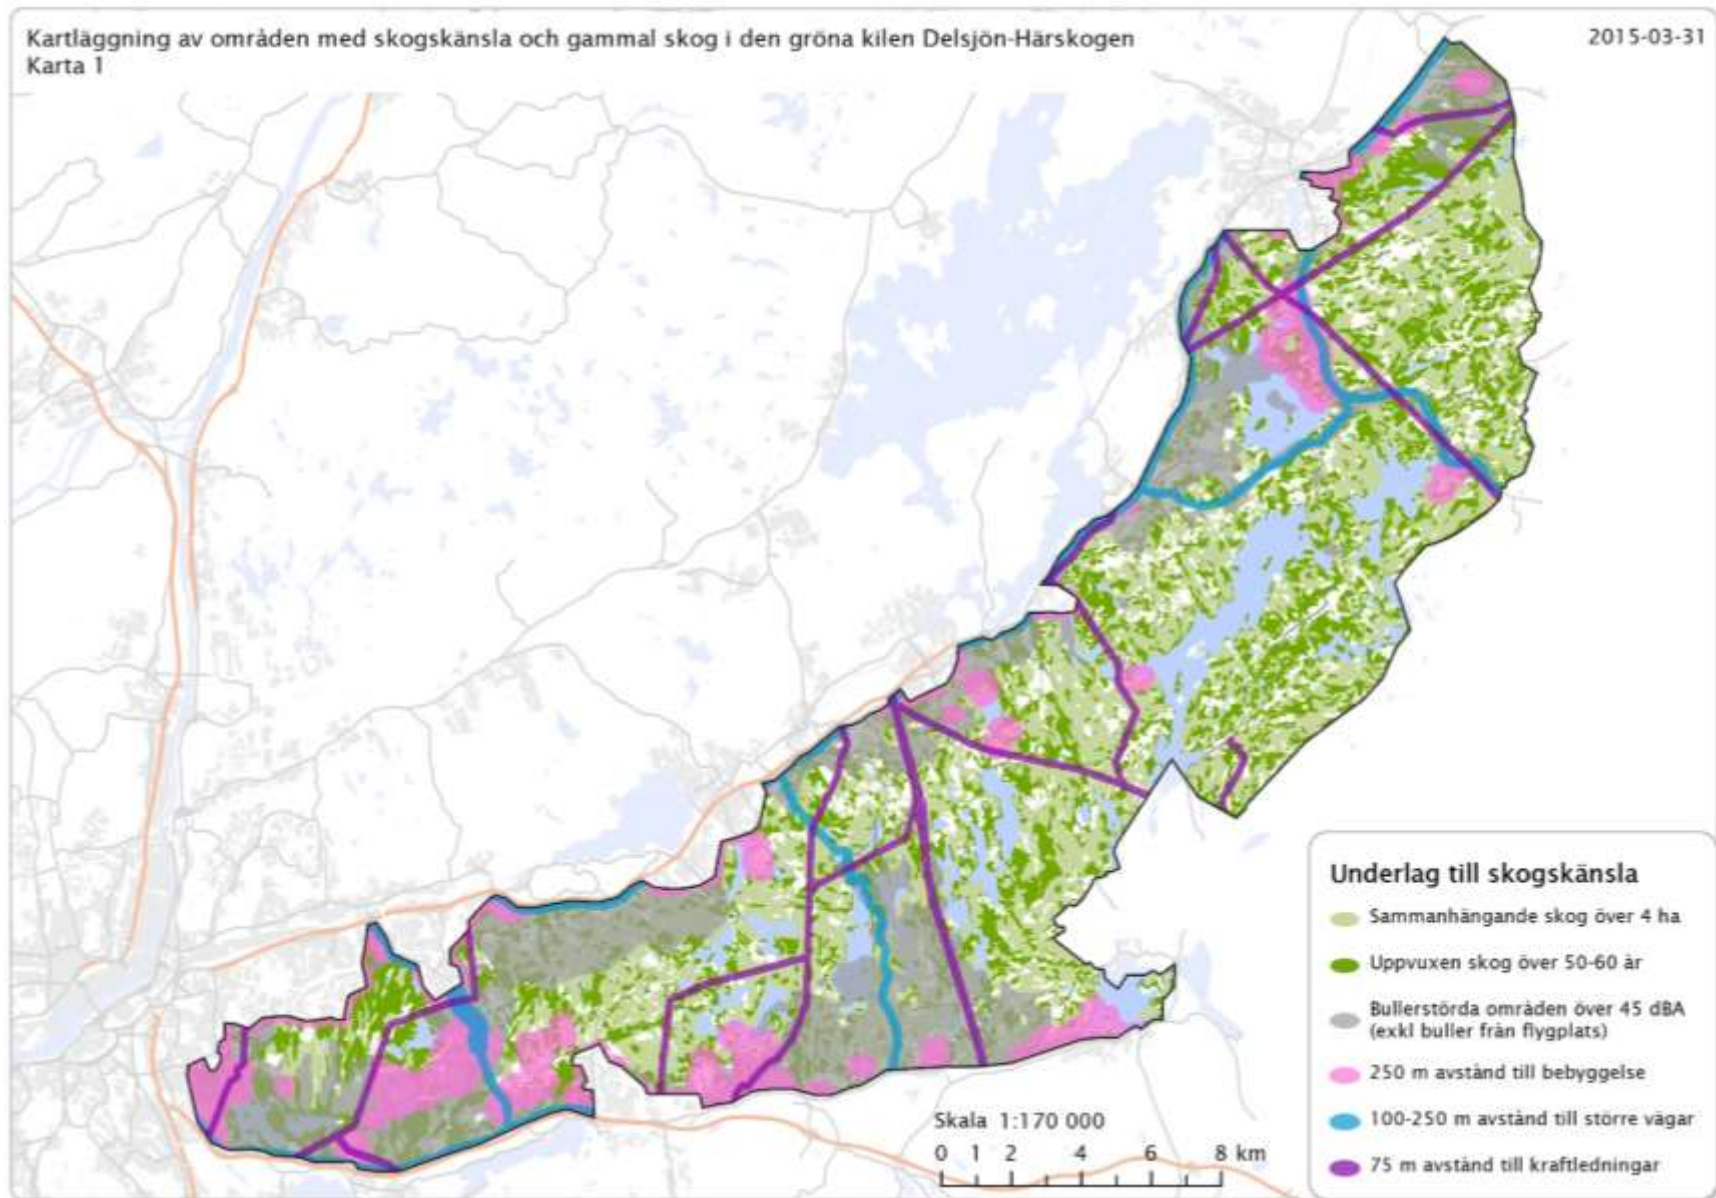 Kartläggning av områden med skogskänsla och gammal skog i den gröna kilen Delsjön-Härskogen
Karta 1
2015-03-31
Underlag till skogskänsla
Sammanhängande skog över 4 ha
Uppvuxen skog över 50-60 år
Bullerstörda områden över 45 dBA
(exkl buller från flygplats)
250 m avstånd till bebyggelse
100-250 m avstånd till större vägar
75 m avstånd till kraftledningar
Skala 1:170 000
0 1 2 4 6 8 km